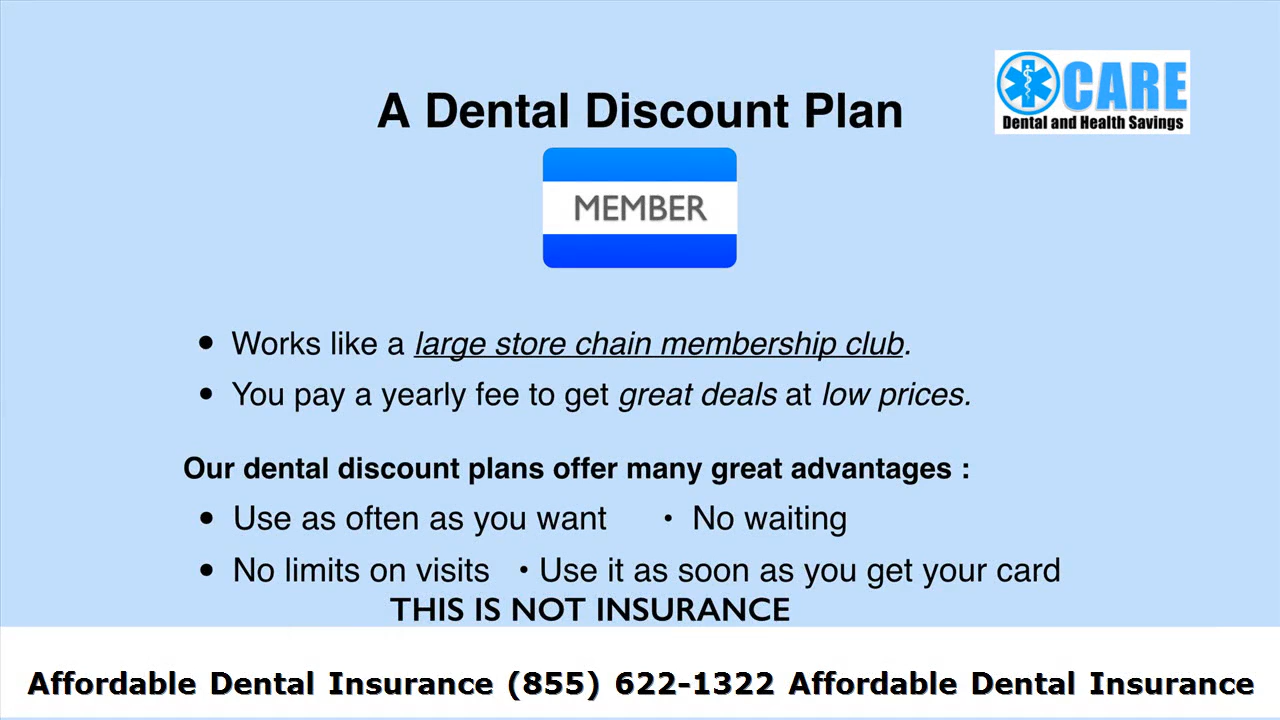 A Dental Discount Plan
CARE
Dental and Health Savings
MEMBER
• Works like a large store chain membership club.
• You pay a yearly fee to get great deals at low prices.
Our dental discount plans offer many great advantages :
• Use as often as you want • No waiting
• No limits on visits • Use it as soon as you get your card
THIS IS NOT INSURANCE
Affordable Dental Insurance (855) 622-1322 Affordable Dental Insurance